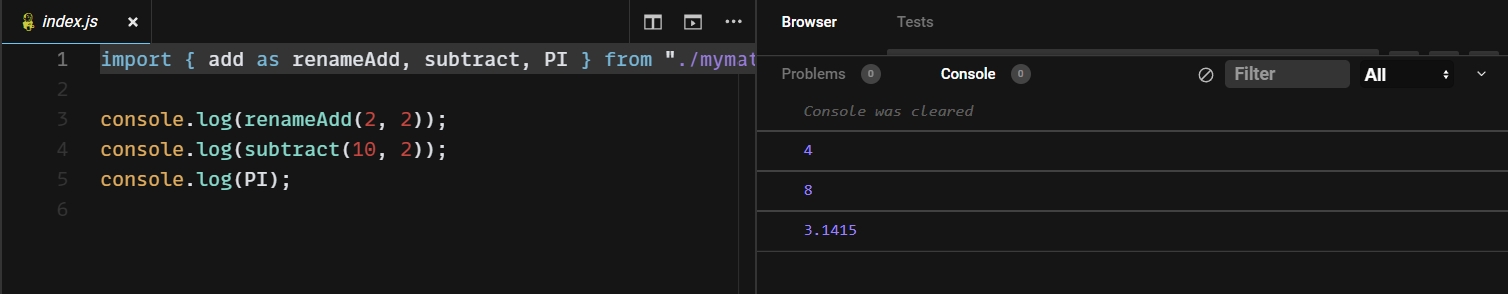 index.js
Browser Tests
1 import { add as renameAdd, subtract, PI } from "./mymat
2
3 console.log(renameAdd(2, 2));
4 console.log(subtract(10, 2));
5 console.log(PI);
6
Problems 0 Console 0 Filter All
Console was cleared
4
8
3.1415